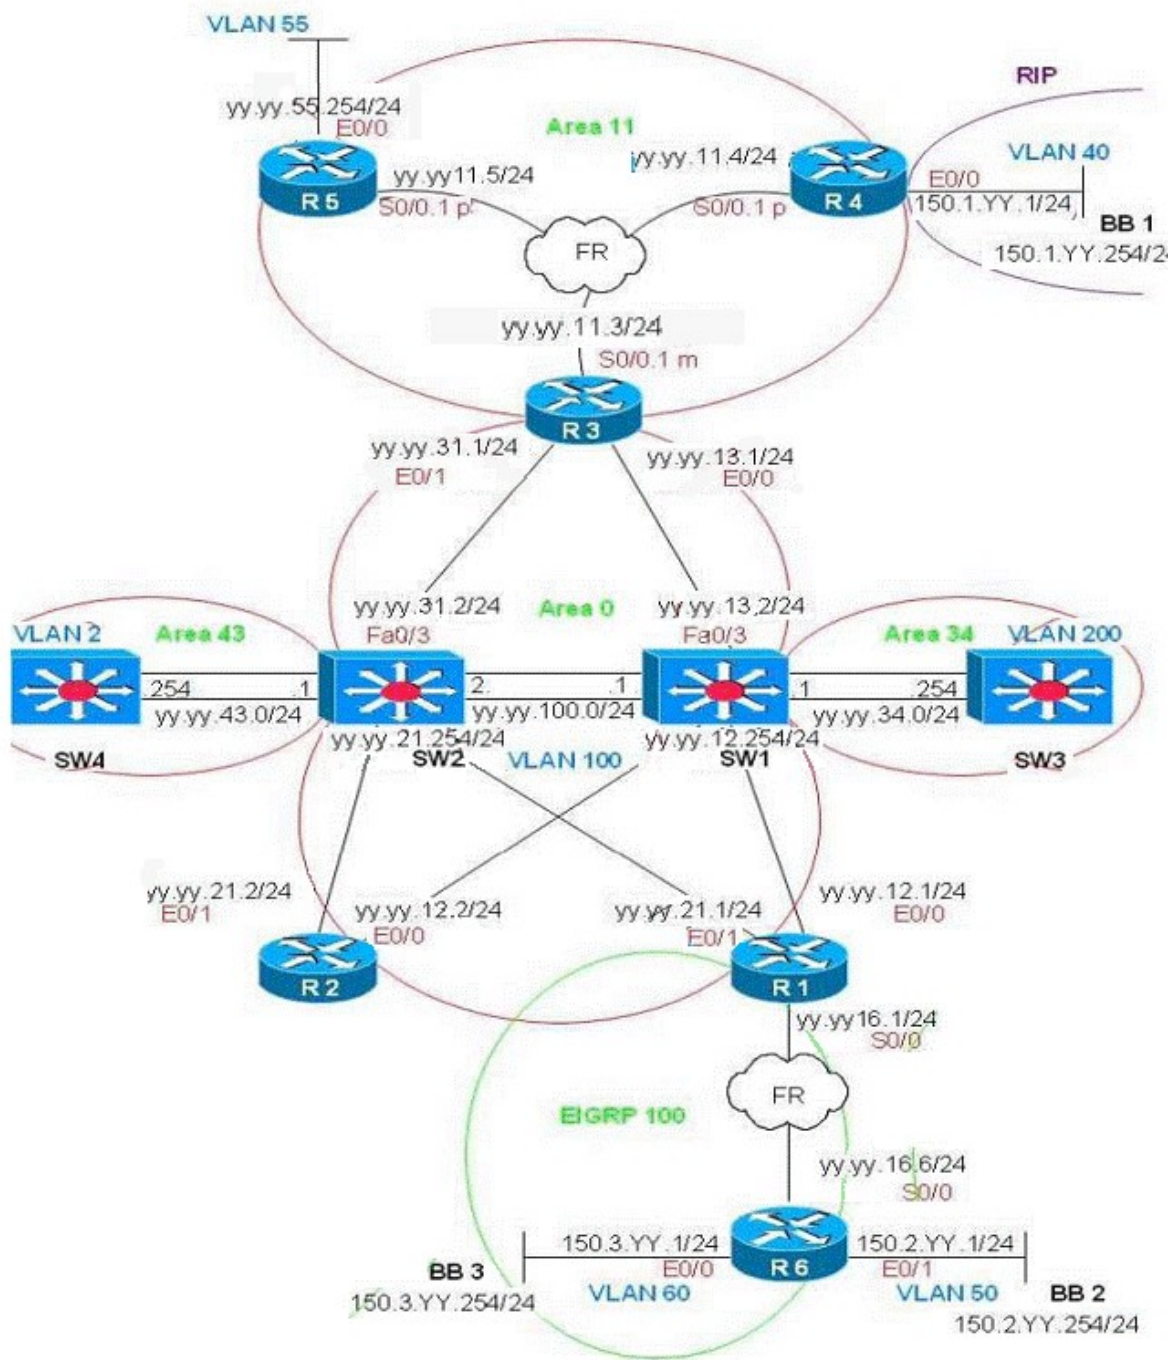 VLAN 55
yy.yy.55.254/24
E0/0
Area 11
RIP
yy.yy.11.4/24
VLAN 40
R 5
yy.yy11.5/24
S0/0.1 p
S0/0.1 p
R 4
E0/0
150.1.YY.1/24
BB 1
150.1.YY.254/24
FR
yy.yy.11.3/24
S0/0.1 m
R 3
yy.yy.31.1/24
E0/1
yy.yy.13.1/24
E0/0
yy.yy.31.2/24
Fa0/3
Area 0
yy.yy.13.2/24
Fa0/3
VLAN 2
Area 43
Area 34
VLAN 200
.254
.1
2.
.1
.1
.254
yy.yy.43.0/24
yy.yy.100.0/24
yy.yy.34.0/24
yy.yy.21.254/24
yy.yy.12.254/24
SW4
SW2
VLAN 100
SW1
SW3
yy.yy.21.2/24
E0/1
yy.yy.12.2/24
E0/0
yy.yy.21.1/24
E0/1
yy.yy.12.1/24
E0/0
R 2
R 1
yy.yy16.1/24
S0/0
FR
EIGRP 100
yy.yy.16.6/24
S0/0
150.3.YY.1/24
E0/0
R 6
150.2.YY.1/24
E0/1
BB 3
150.3.YY.254/24
VLAN 60
VLAN 50
BB 2
150.2.YY.254/24